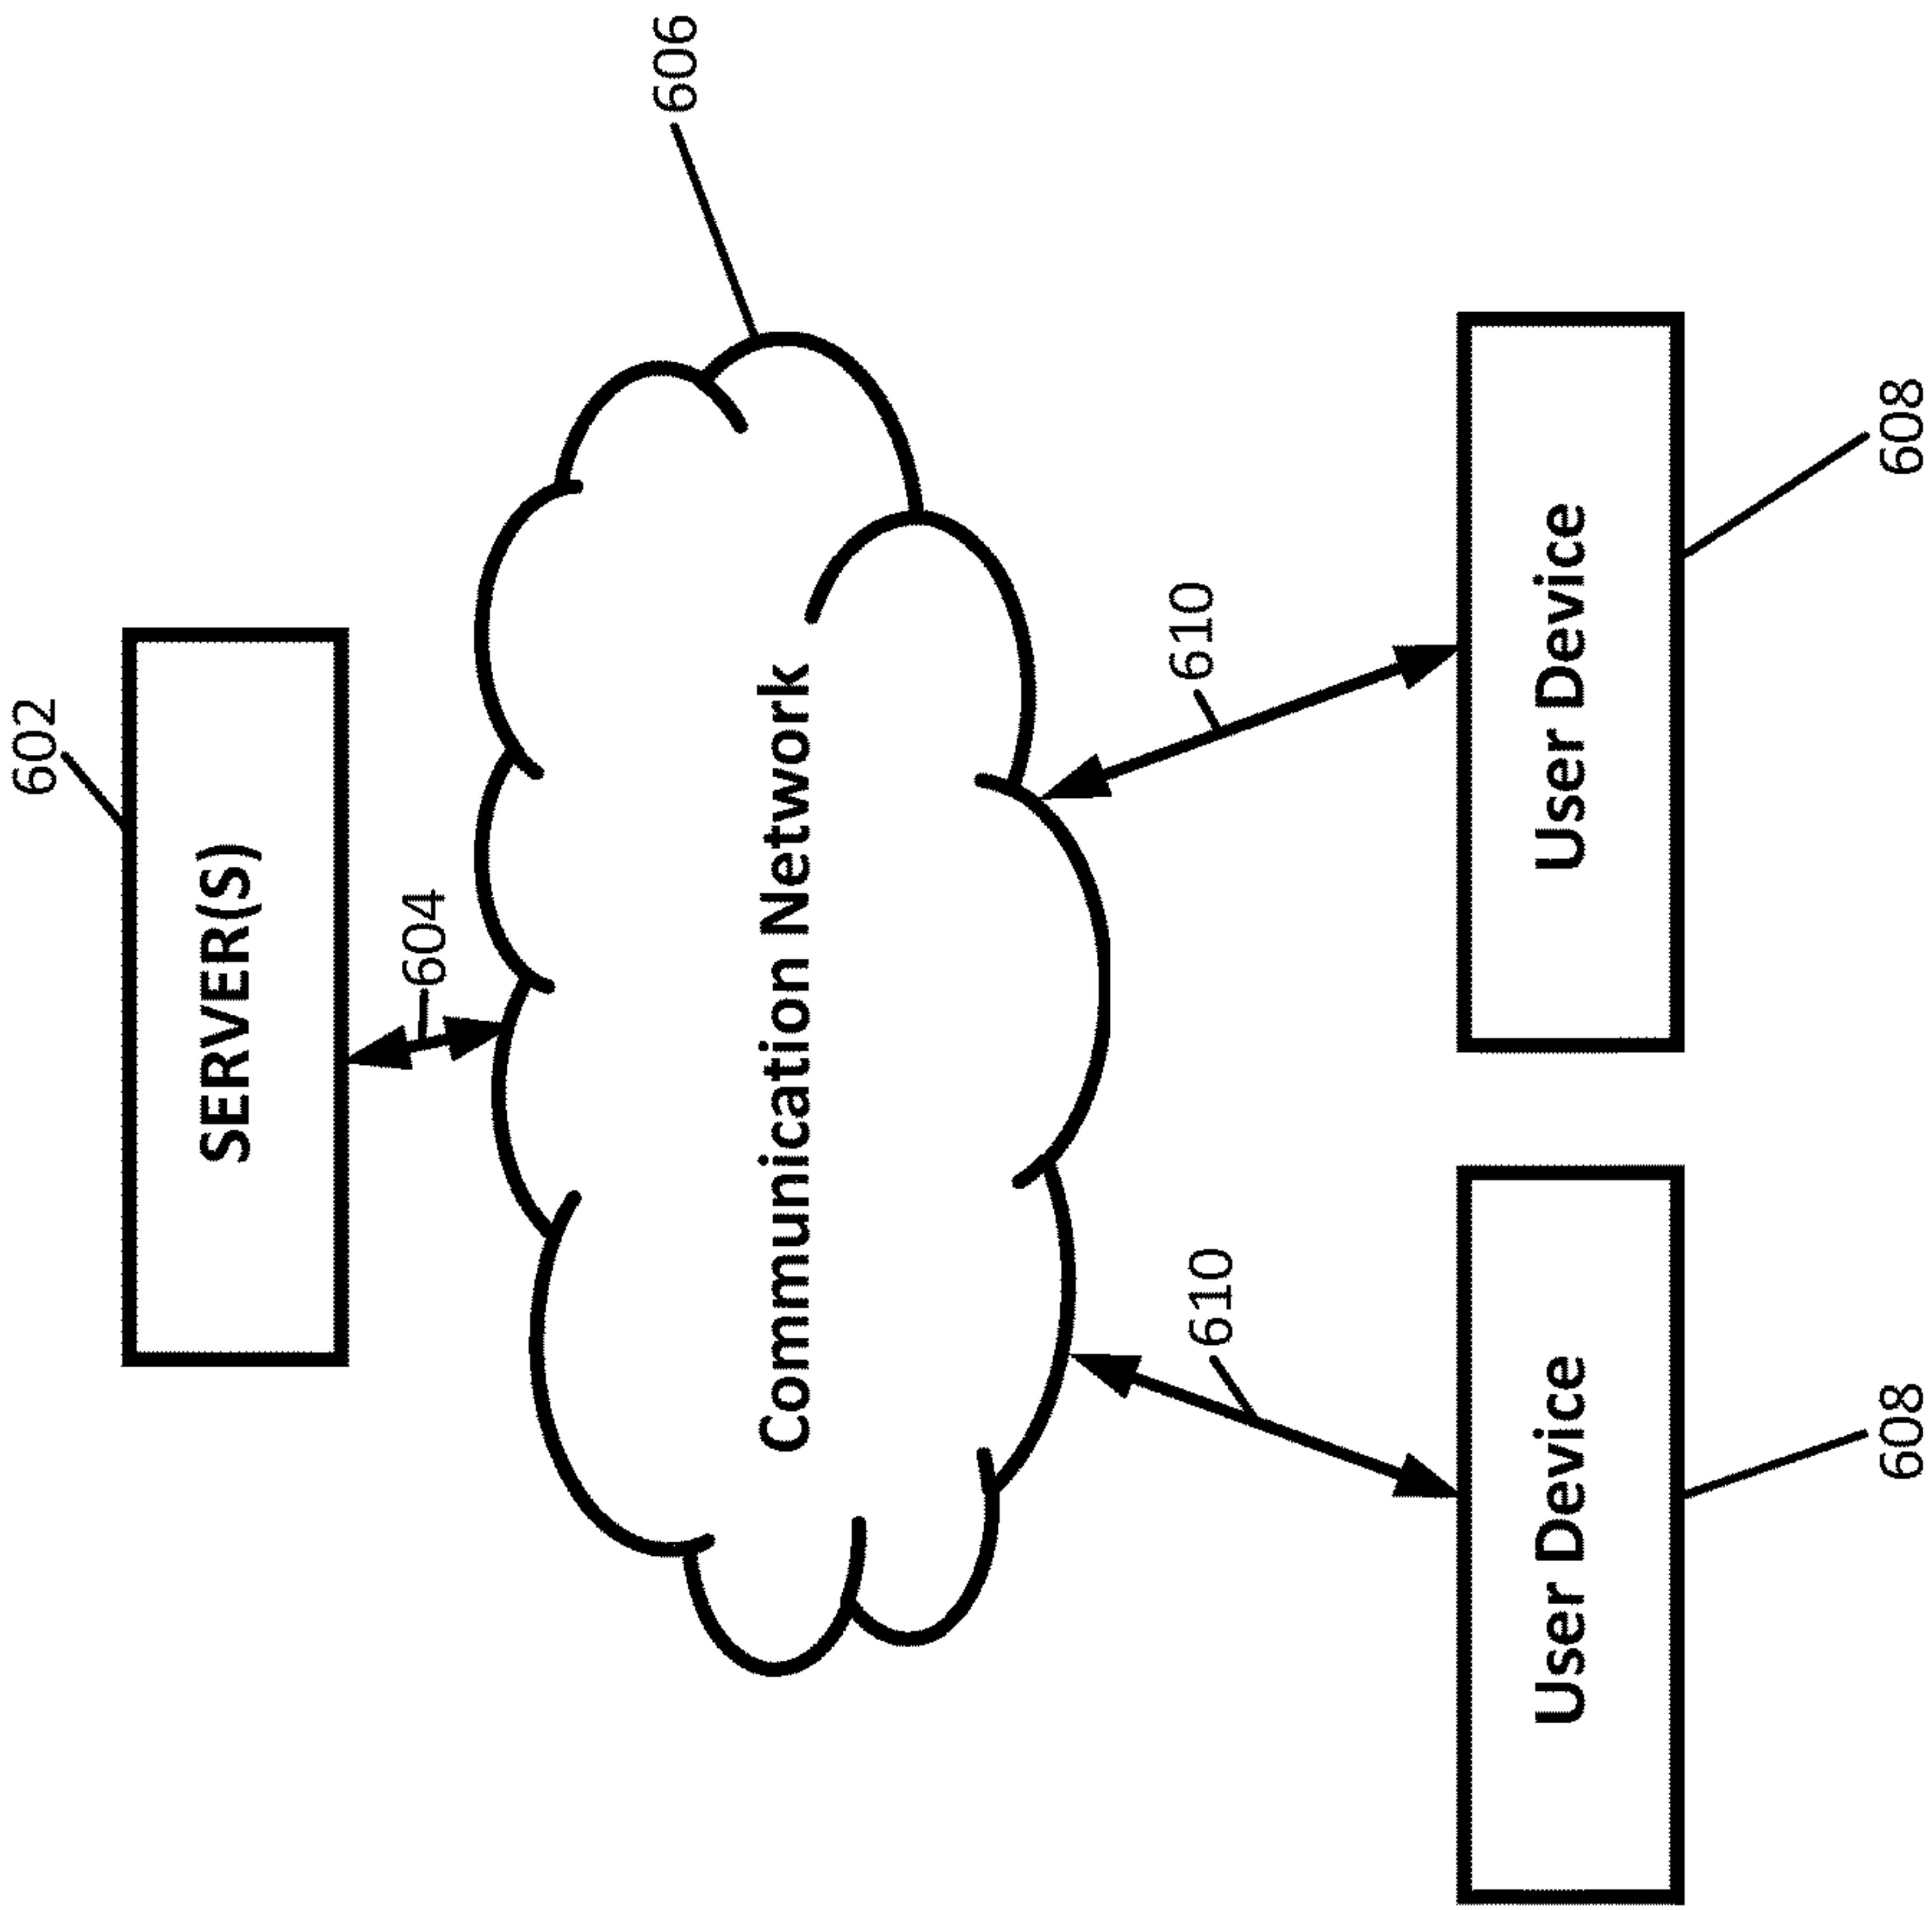 602
SERVER(S)
604
606
Communication Network
610
610
User Device
User Device
608
608